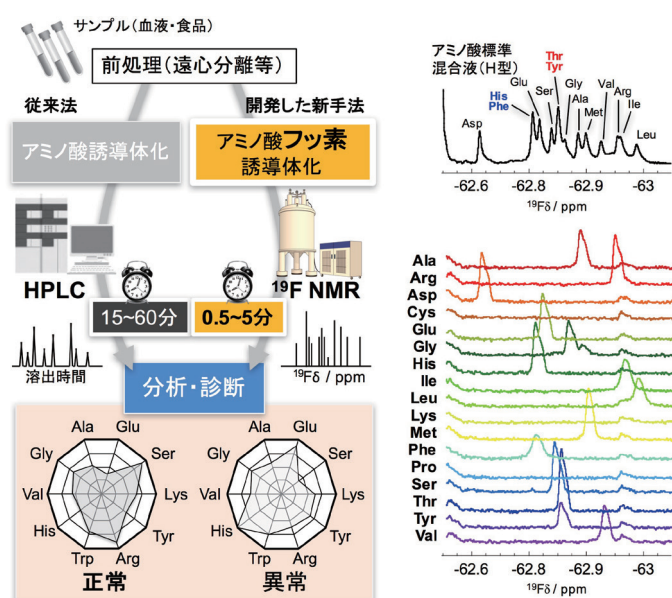 サンプル(血液・食品)
前処理(遠心分離等)
従来法
開発した新手法
アミノ酸誘導体化
アミノ酸フッ素
誘導体化
HPLC
¹⁹F NMR
15~60分
0.5~5分
溶出時間
¹⁹Fδ / ppm
分析・診断
Ala
Glu
Gly
Ser
Val
Lys
His
Tyr
Trp
Arg
正常
Ala
Glu
Gly
Ser
Val
Lys
His
Tyr
Trp
Arg
異常
アミノ酸標準
混合液(H型)
Thr
Tyr
Glu
Ser
Gly
Val
Arg
His
Phe
Ala
Met
Ile
Asp
Leu
-62.6
-62.8
-62.9
-63
¹⁹Fδ / ppm
Ala
Arg
Asp
Cys
Glu
Gly
His
Ile
Leu
Lys
Met
Phe
Pro
Ser
Thr
Tyr
Val
-62.6
-62.8
-62.9
-63
¹⁹Fδ / ppm